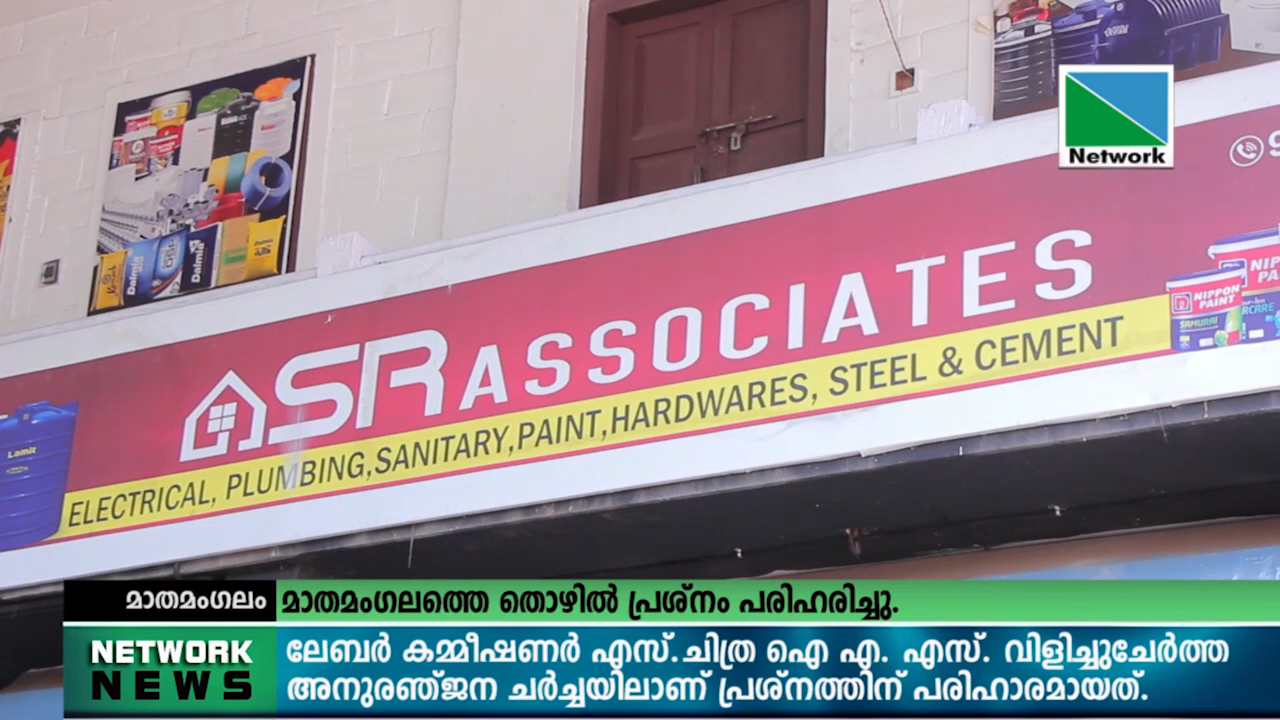 Network
SR ASSOCIATES
ELECTRICAL, PLUMBING,SANITARY,PAINT,HARDWARES, STEEL & CEMENT
Lamit
Dalmia
Dalmia
NIPPON PAINT
SAMURAI
മാതമംഗലം
മാതമംഗലത്തെ തൊഴിൽ പ്രശ്നം പരിഹരിച്ചു.
NETWORK NEWS
ലേബർ കമ്മീഷണർ എസ്.ചിത്ര ഐ എ. എസ്. വിളിച്ചുചേർത്ത
അനുരഞ്ജന ചർച്ചയിലാണ് പ്രശ്നത്തിന് പരിഹാരമായത്.